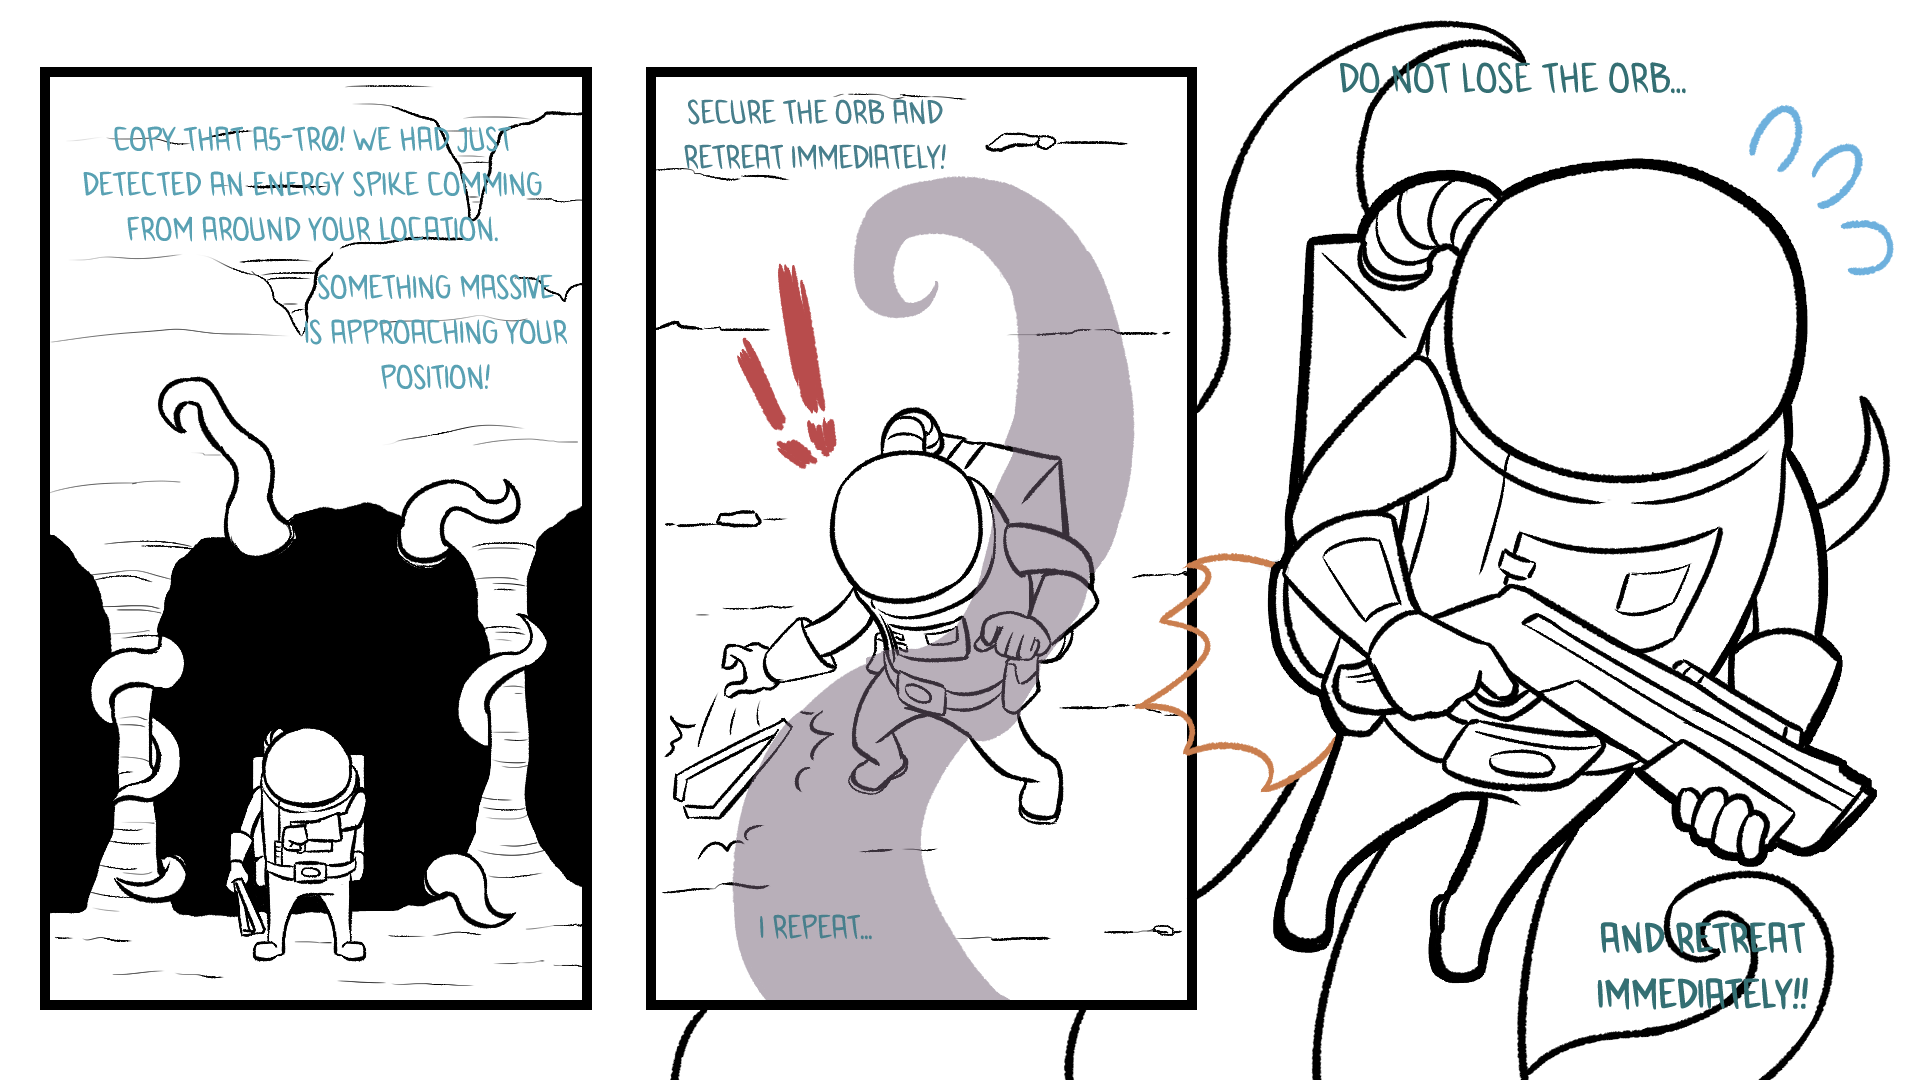 COPY THAT A5-TRØ! WE HAD JUST
DETECTED AN ENERGY SPIKE COMMING
FROM AROUND YOUR LOCATION.
SOMETHING MASSIVE
IS APPROACHING YOUR
POSITION!
SECURE THE ORB AND
RETREAT IMMEDIATELY!
I REPEAT...
DO NOT LOSE THE ORB...
AND RETREAT
IMMEDIATELY!!